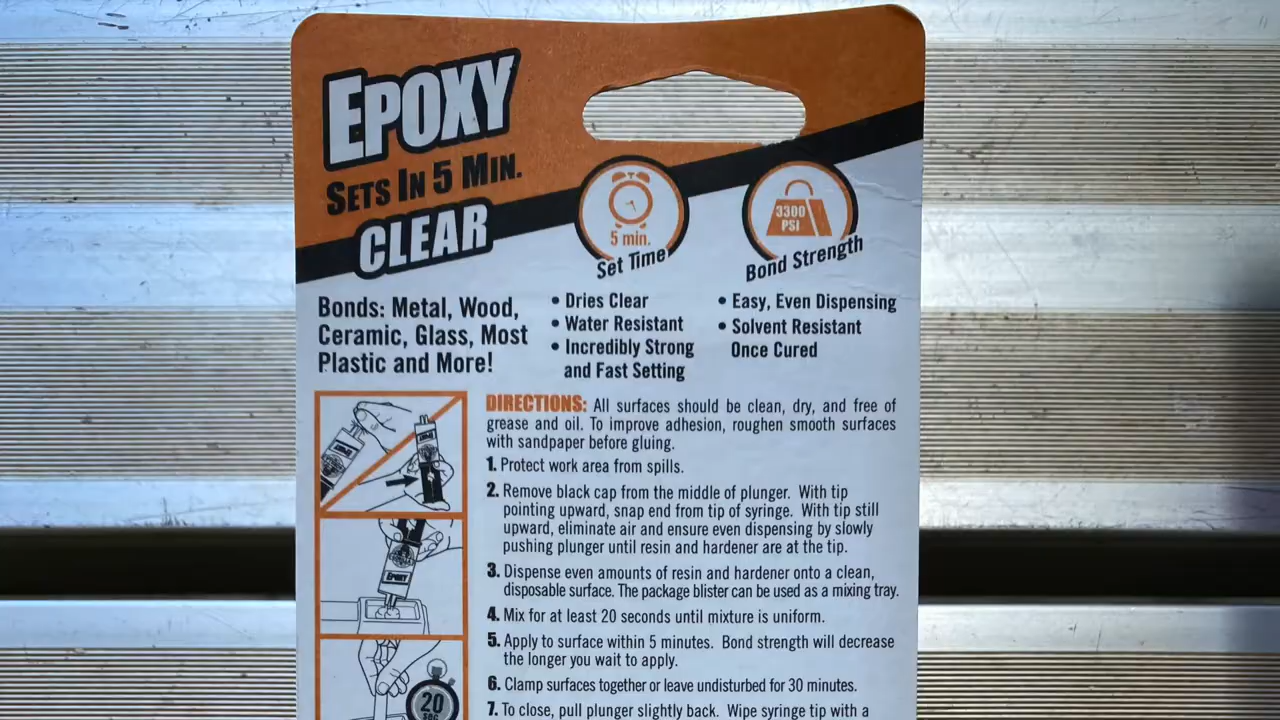 EPOXY
SETS IN 5 MIN.
CLEAR
5 min.
Set Time
3300
PSI
Bond Strength
Bonds: Metal, Wood,
Ceramic, Glass, Most
Plastic and More!
• Dries Clear
• Water Resistant
• Incredibly Strong
and Fast Setting
• Easy, Even Dispensing
• Solvent Resistant
Once Cured
DIRECTIONS: All surfaces should be clean, dry, and free of
grease and oil. To improve adhesion, roughen smooth surfaces
with sandpaper before gluing.
1. Protect work area from spills.
2. Remove black cap from the middle of plunger. With tip
pointing upward, snap end from tip of syringe. With tip still
upward, eliminate air and ensure even dispensing by slowly
pushing plunger until resin and hardener are at the tip.
3. Dispense even amounts of resin and hardener onto a clean,
disposable surface. The package blister can be used as a mixing tray.
4. Mix for at least 20 seconds until mixture is uniform.
5. Apply to surface within 5 minutes. Bond strength will decrease
the longer you wait to apply.
6. Clamp surfaces together or leave undisturbed for 30 minutes.
7. To close, pull plunger slightly back. Wipe syringe tip with a
EPOXY
20
SEC